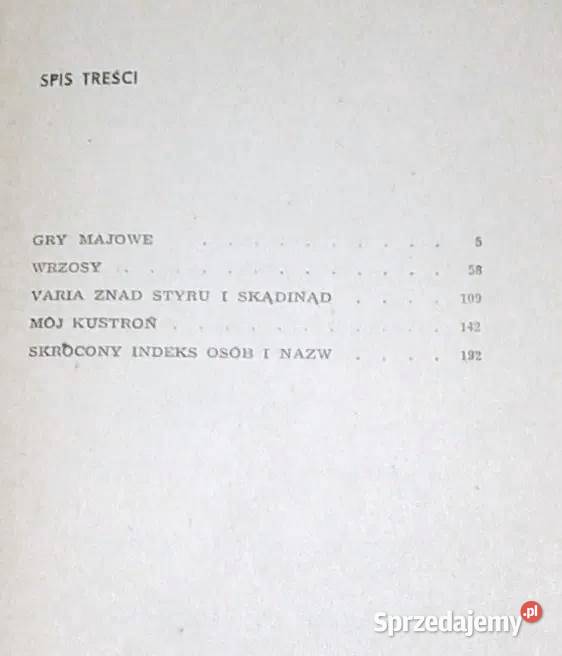 SPIS TREŚCI
GRY MAJOWE . . . . . . . . . 5
WRZOSY . . . . . . . . . . . . 58
VARIA ZNAD STYRU I SKĄDINĄD . . . . 109
MÓJ KUSTROŃ . . . . . . . . . . 142
SKRÓCONY INDEKS OSÓB I NAZW . . . . 192
Sprzedajemy.pl